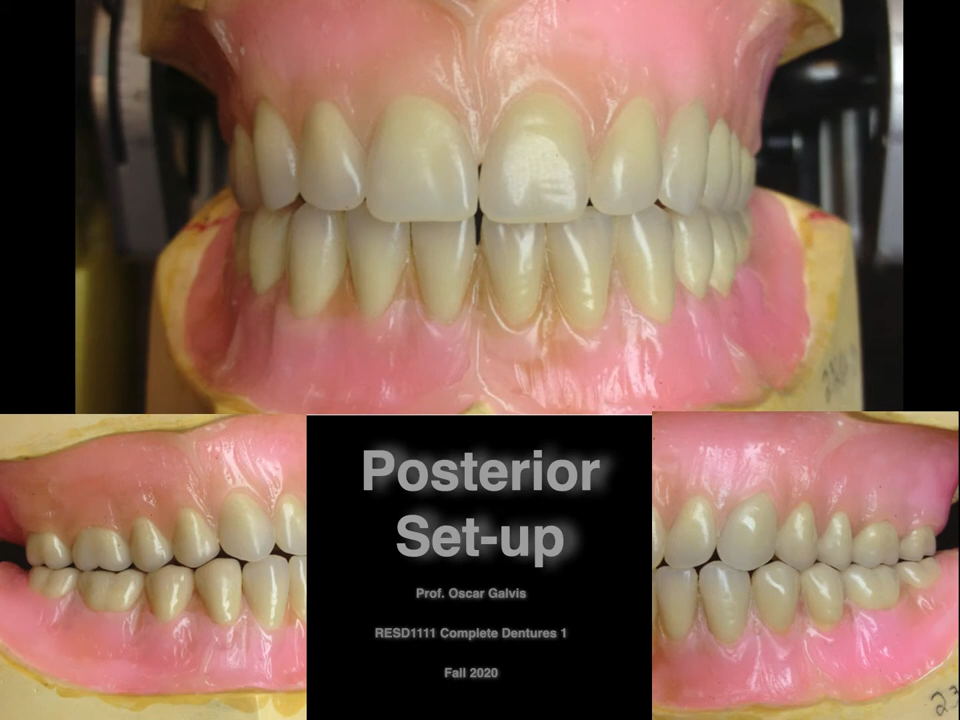 Posterior
Set-up
Prof. Oscar Galvis
RESD1111 Complete Dentures 1
Fall 2020